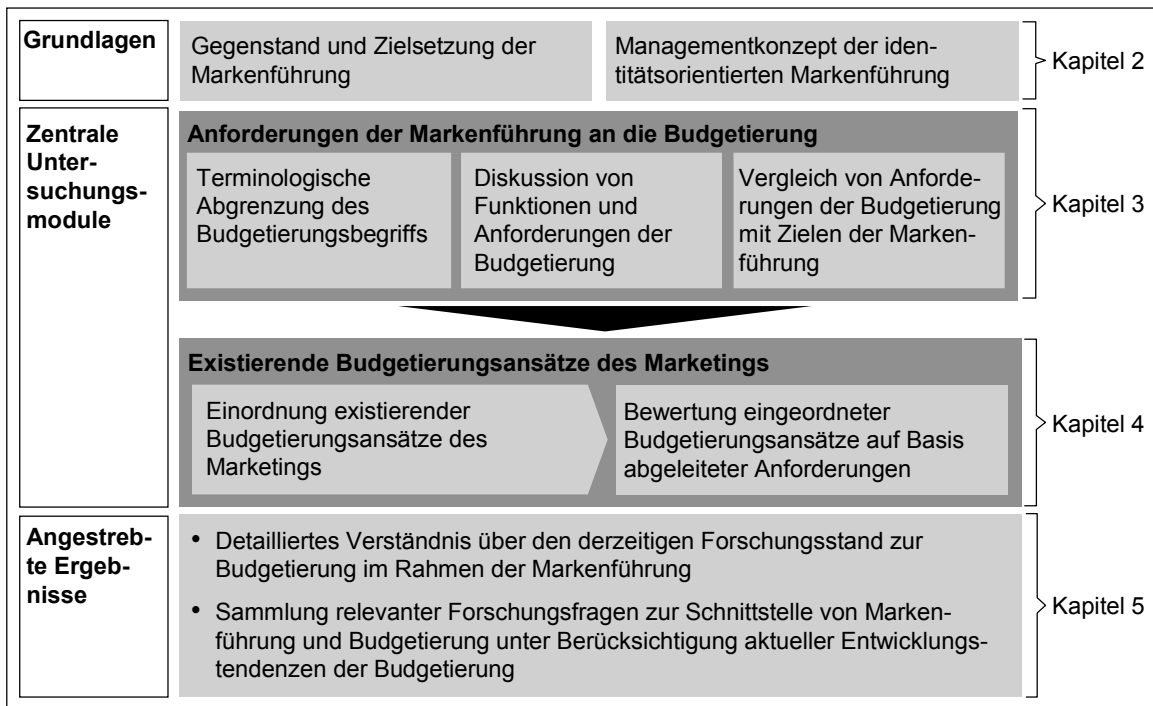 Grundlagen
Gegenstand und Zielsetzung der
Markenführung
Managementkonzept der iden-
titätsorientierten Markenführung
Kapitel 2
Zentrale
Unter-
suchungs-
module
Anforderungen der Markenführung an die Budgetierung
Terminologische
Abgrenzung des
Budgetierungsbegriffs
Diskussion von
Funktionen und
Anforderungen der
Budgetierung
Vergleich von Anforde-
rungen der Budgetierung
mit Zielen der Marken-
führung
Kapitel 3
Existierende Budgetierungsansätze des Marketings
Einordnung existierender
Budgetierungsansätze des
Marketings
Bewertung eingeordneter
Budgetierungsansätze auf Basis
abgeleiteter Anforderungen
Kapitel 4
Angestreb-
te Ergeb-
nisse
• Detailliertes Verständnis über den derzeitigen Forschungsstand zur
Budgetierung im Rahmen der Markenführung
• Sammlung relevanter Forschungsfragen zur Schnittstelle von Marken-
führung und Budgetierung unter Berücksichtigung aktueller Entwicklungs-
tendenzen der Budgetierung
Kapitel 5